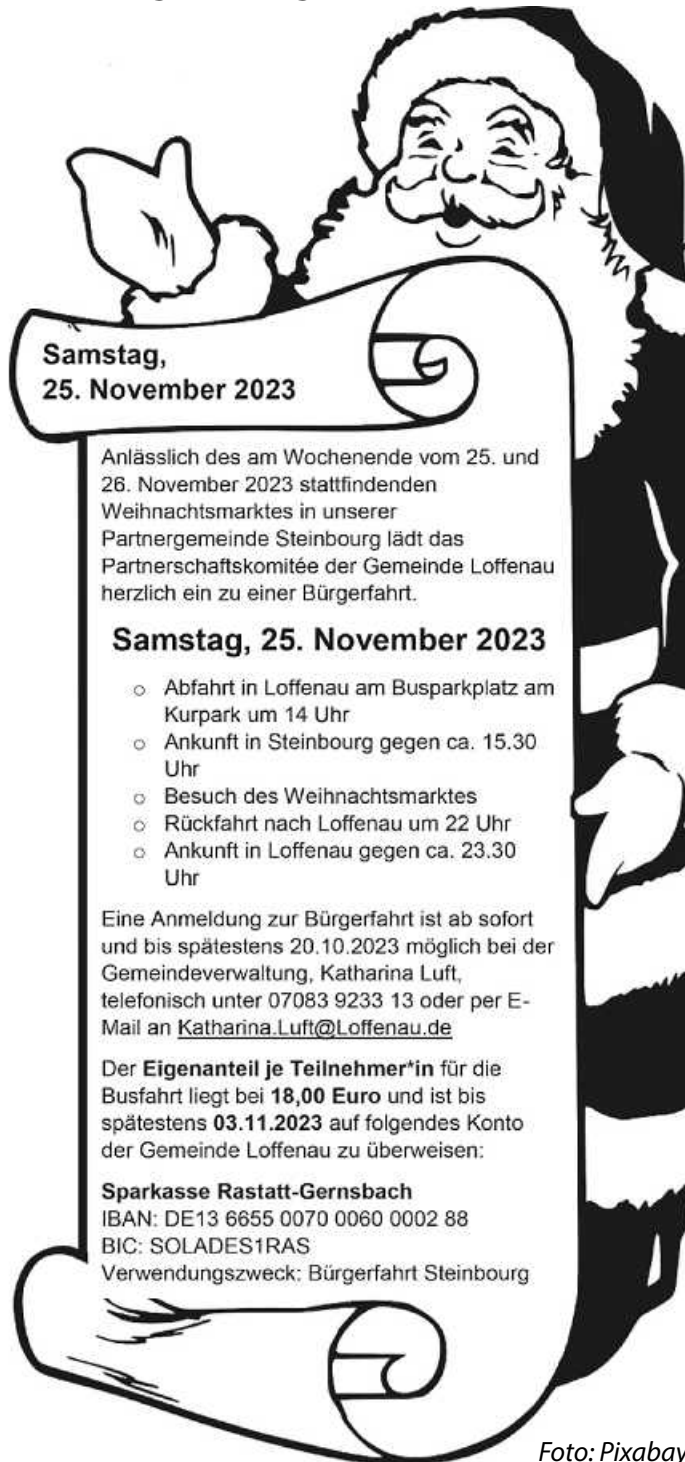 Samstag,
25. November 2023
Anlässlich des am Wochenende vom 25. und
26. November 2023 stattfindenden
Weihnachtsmarktes in unserer
Partnergemeinde Steinbourg lädt das
Partnerschaftskomitée der Gemeinde Loffenau
herzlich ein zu einer Bürgerfahrt.
Samstag, 25. November 2023
○ Abfahrt in Loffenau am Busparkplatz am
Kurpark um 14 Uhr
○ Ankunft in Steinbourg gegen ca. 15.30
Uhr
○ Besuch des Weihnachtsmarktes
○ Rückfahrt nach Loffenau um 22 Uhr
○ Ankunft in Loffenau gegen ca. 23.30
Uhr
Eine Anmeldung zur Bürgerfahrt ist ab sofort
und bis spätestens 20.10.2023 möglich bei der
Gemeindeverwaltung, Katharina Luft,
telefonisch unter 07083 9233 13 oder per E-
Mail an Katharina.Luft@Loffenau.de
Der Eigenanteil je Teilnehmer*in für die
Busfahrt liegt bei 18,00 Euro und ist bis
spätestens 03.11.2023 auf folgendes Konto
der Gemeinde Loffenau zu überweisen:
Sparkasse Rastatt-Gernsbach
IBAN: DE13 6655 0070 0060 0002 88
BIC: SOLADES1RAS
Verwendungszweck: Bürgerfahrt Steinbourg
Foto: Pixabay